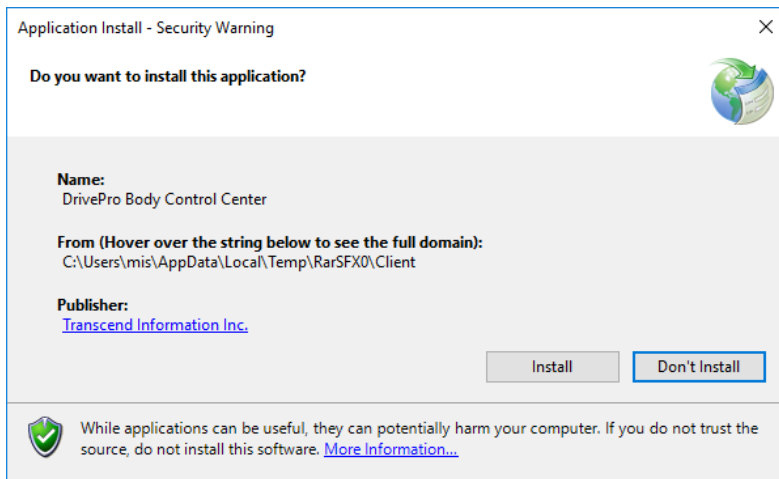 Application Install - Security Warning
Do you want to install this application?
Name:
DrivePro Body Control Center
From (Hover over the string below to see the full domain):
C:\Users\mis\AppData\Local\Temp\RarSFX0\Client
Publisher:
Transcend Information Inc.
Install
Don't Install
While applications can be useful, they can potentially harm your computer. If you do not trust the
source, do not install this software. More Information...